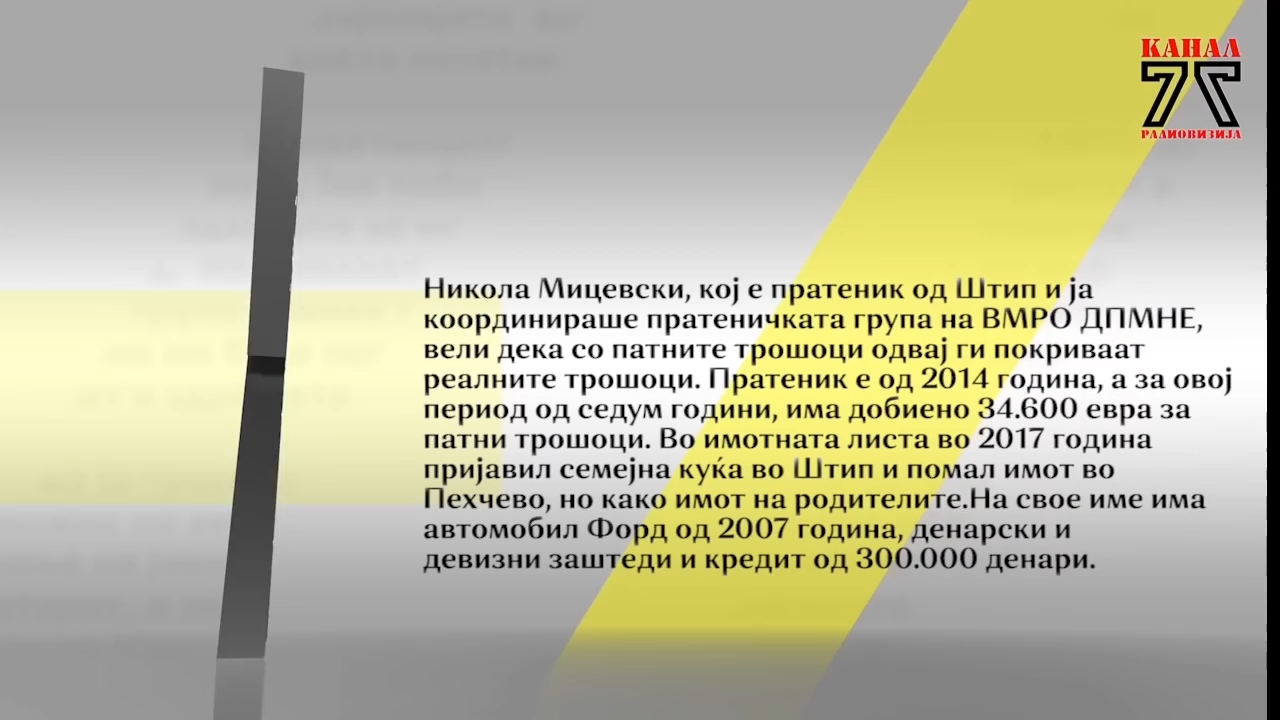 КАНАЛ
77
РАДИОВИЗИЈА
Никола Мицевски, кој е пратеник од Штип и ја
координираше пратеничката група на ВМРО ДПМНЕ,
вели дека со патните трошоци одвај ги покриваат
реалните трошоци. Пратеник е од 2014 година, а за овој
период од седум години, има добиено 34.600 евра за
патни трошоци. Во имотната листа во 2017 година
пријавил семејна куќа во Штип и помал имот во
Пехчево, но како имот на родителите.На свое име има
автомобил Форд од 2007 година, денарски и
девизни заштеди и кредит од 300.000 денари.